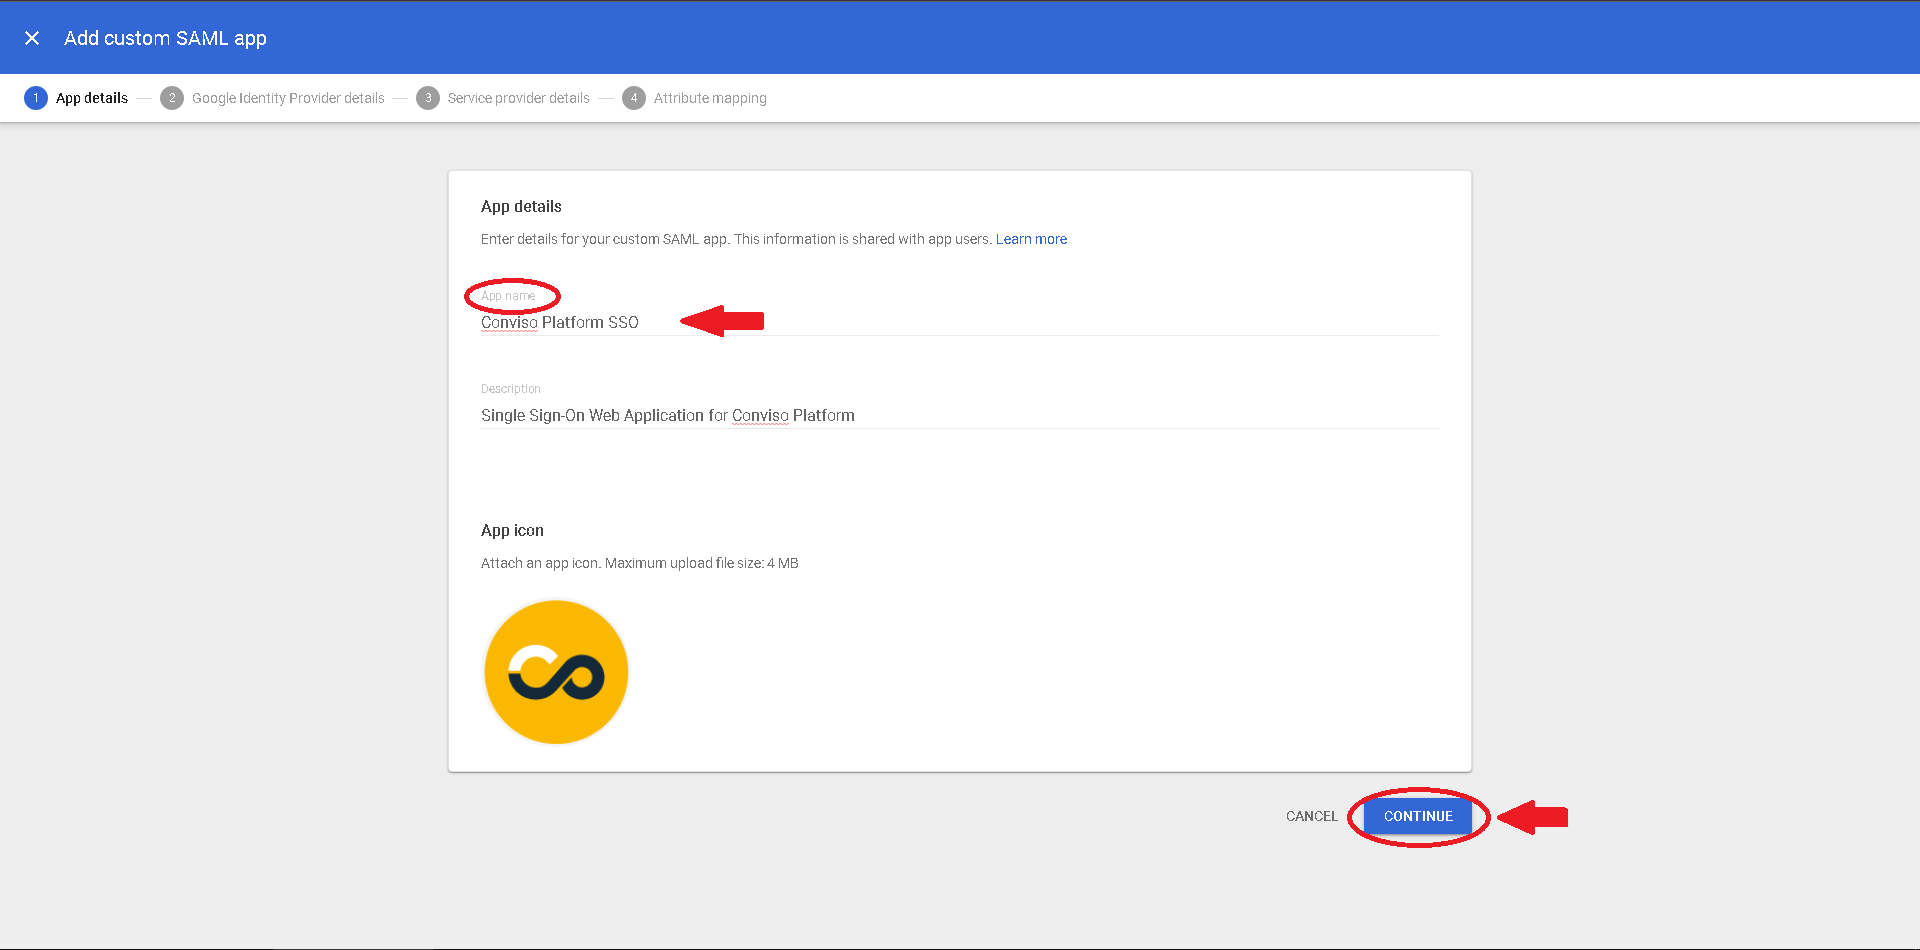 Add custom SAML app
1 App details 2 Google Identity Provider details 3 Service provider details 4 Attribute mapping
App details
Enter details for your custom SAML app. This information is shared with app users. Learn more
App name
Conviso Platform SSO
Description
Single Sign-On Web Application for Conviso Platform
App icon
Attach an app icon. Maximum upload file size: 4 MB
CANCEL CONTINUE